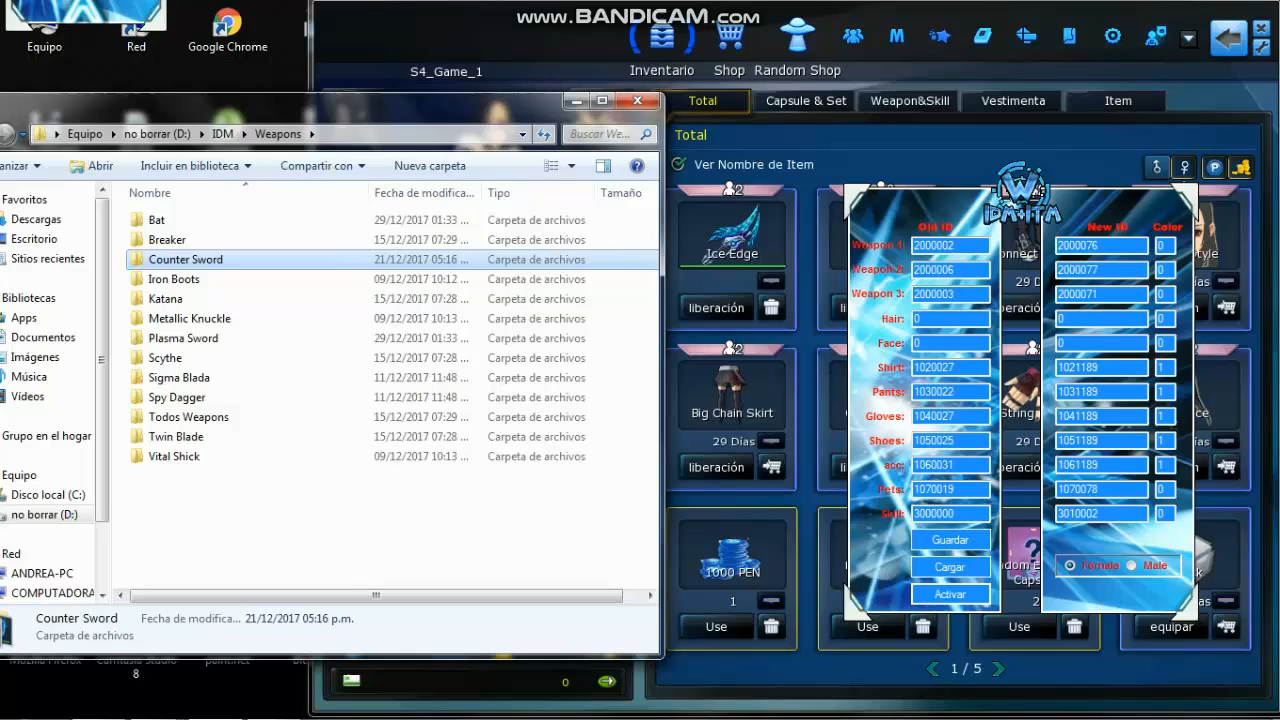 www.BANDICAM.com
Equipo
Red
Google Chrome
S4_Game_1
Inventario
Shop
Random Shop
Total
Capsule & Set
Weapon&Skill
Vestimenta
Item
Total
Ver Nombre de Item
Equipo
no borrar (D:)
IDM
Weapons
Buscar We...
anizar
Abrir
Incluir en biblioteca
Compartir con
Nueva carpeta
Favoritos
Descargas
Escritorio
Sitios recientes
Bibliotecas
Apps
Documentos
Imágenes
Música
Vídeos
Grupo en el hogar
Equipo
Disco local (C:)
no borrar (D:)
Red
ANDREA-PC
COMPUTADORA
Nombre
Fecha de modifica...
Tipo
Tamaño
Bat 29/12/2017 01:33 ... Carpeta de archivos
Breaker 15/12/2017 07:29 ... Carpeta de archivos
Counter Sword 21/12/2017 05:16 ... Carpeta de archivos
Iron Boots 09/12/2017 10:12 ... Carpeta de archivos
Katana 15/12/2017 07:28 ... Carpeta de archivos
Metallic Knuckle 09/12/2017 10:13 ... Carpeta de archivos
Plasma Sword 29/12/2017 01:33 ... Carpeta de archivos
Scythe 15/12/2017 07:28 ... Carpeta de archivos
Sigma Blada 11/12/2017 11:48 ... Carpeta de archivos
Spy Dagger 11/12/2017 11:48 ... Carpeta de archivos
Todos Weapons 15/12/2017 07:29 ... Carpeta de archivos
Twin Blade 15/12/2017 07:28 ... Carpeta de archivos
Vital Shick 09/12/2017 10:13 ... Carpeta de archivos
Counter Sword Fecha de modifica... 21/12/2017 05:16 p.m.
Carpeta de archivos
8
IDM+ITM
Old ID New ID Color
Weapon 1: 2000002 2000076 0
Weapon 2: 2000006 2000077 0
Weapon 3: 2000003 2000071 0
Hair: 0 0 0
Face: 0 0 0
Shirt: 1020027 1021189 1
Pants: 1030022 1031189 1
Gloves: 1040027 1041189 1
Shoes: 1050025 1051189 1
acc: 1060031 1061189 1
Pets: 1070019 1070078 0
Skill: 3000000 3010002 0
Guardar
Cargar
Activar
Female Male
2
Ice Edge
liberación
2
Big Chain Skirt
29 Días
liberación
1000 PEN
1
Use
Use
Use
equipar
1 / 5
0